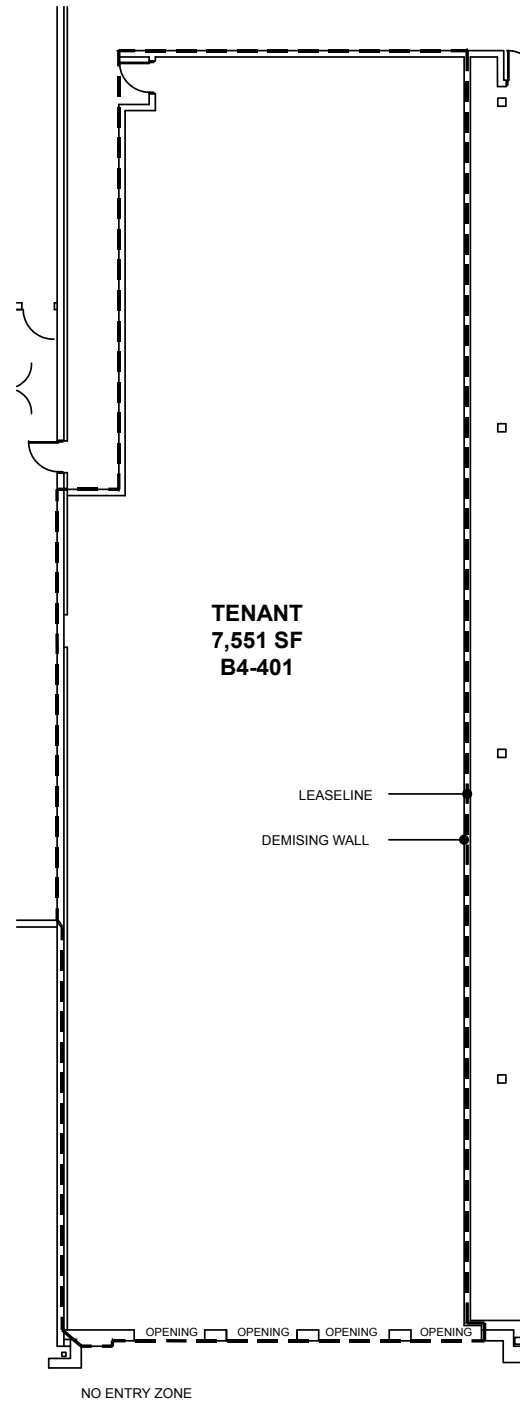 TENANT
7,551 SF
B4-401
LEASELINE
DEMISING WALL
OPENING OPENING OPENING OPENING
NO ENTRY ZONE